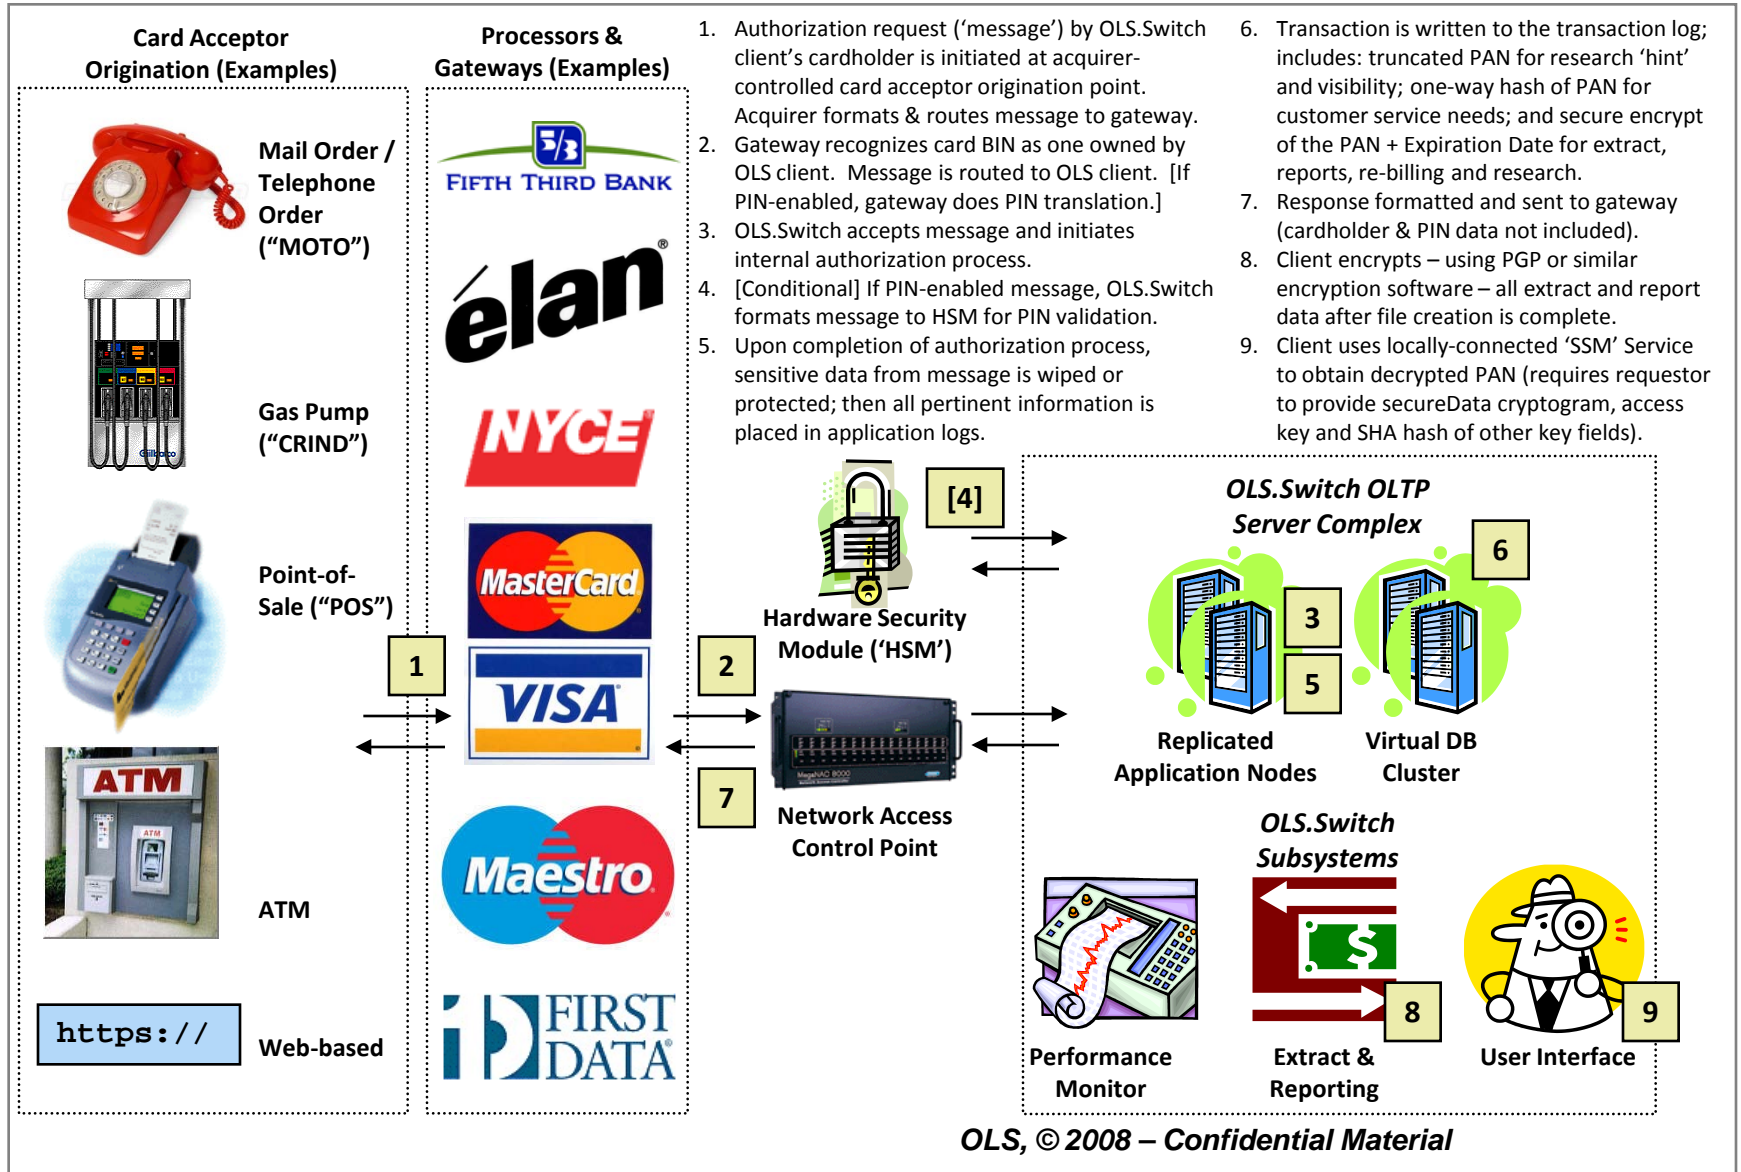 Card Acceptor
Origination (Examples)
Mail Order /
Telephone
Order
(“MOTO”)
Gas Pump
(“CRIND”)
Gilbarco
Point-of-
Sale (“POS”)
ATM
ATM
ATM
https://
Web-based
Processors &
Gateways (Examples)
5/3
FIFTH THIRD BANK
élan®
NYCE®
MasterCard
VISA
Maestro
FIRST
DATA®
1. Authorization request (‘message’) by OLS.Switch
client’s cardholder is initiated at acquirer-
controlled card acceptor origination point.
Acquirer formats & routes message to gateway.
2. Gateway recognizes card BIN as one owned by
OLS client. Message is routed to OLS client. [If
PIN-enabled, gateway does PIN translation.]
3. OLS.Switch accepts message and initiates
internal authorization process.
4. [Conditional] If PIN-enabled message, OLS.Switch
formats message to HSM for PIN validation.
5. Upon completion of authorization process,
sensitive data from message is wiped or
protected; then all pertinent information is
placed in application logs.
6. Transaction is written to the transaction log;
includes: truncated PAN for research ‘hint’
and visibility; one-way hash of PAN for
customer service needs; and secure encrypt
of the PAN + Expiration Date for extract,
reports, re-billing and research.
7. Response formatted and sent to gateway
(cardholder & PIN data not included).
8. Client encrypts – using PGP or similar
encryption software – all extract and report
data after file creation is complete.
9. Client uses locally-connected ‘SSM’ Service
to obtain decrypted PAN (requires requestor
to provide secureData cryptogram, access
key and SHA hash of other key fields).
1
2
7
[4]
Hardware Security
Module (‘HSM’)
MegaNAC 8000
Network Access
Control Point
OLS.Switch OLTP
Server Complex
6
3
5
Replicated
Application Nodes
Virtual DB
Cluster
OLS.Switch
Subsystems
$
8
9
Performance
Monitor
Extract &
Reporting
User Interface
OLS, © 2008 – Confidential Material